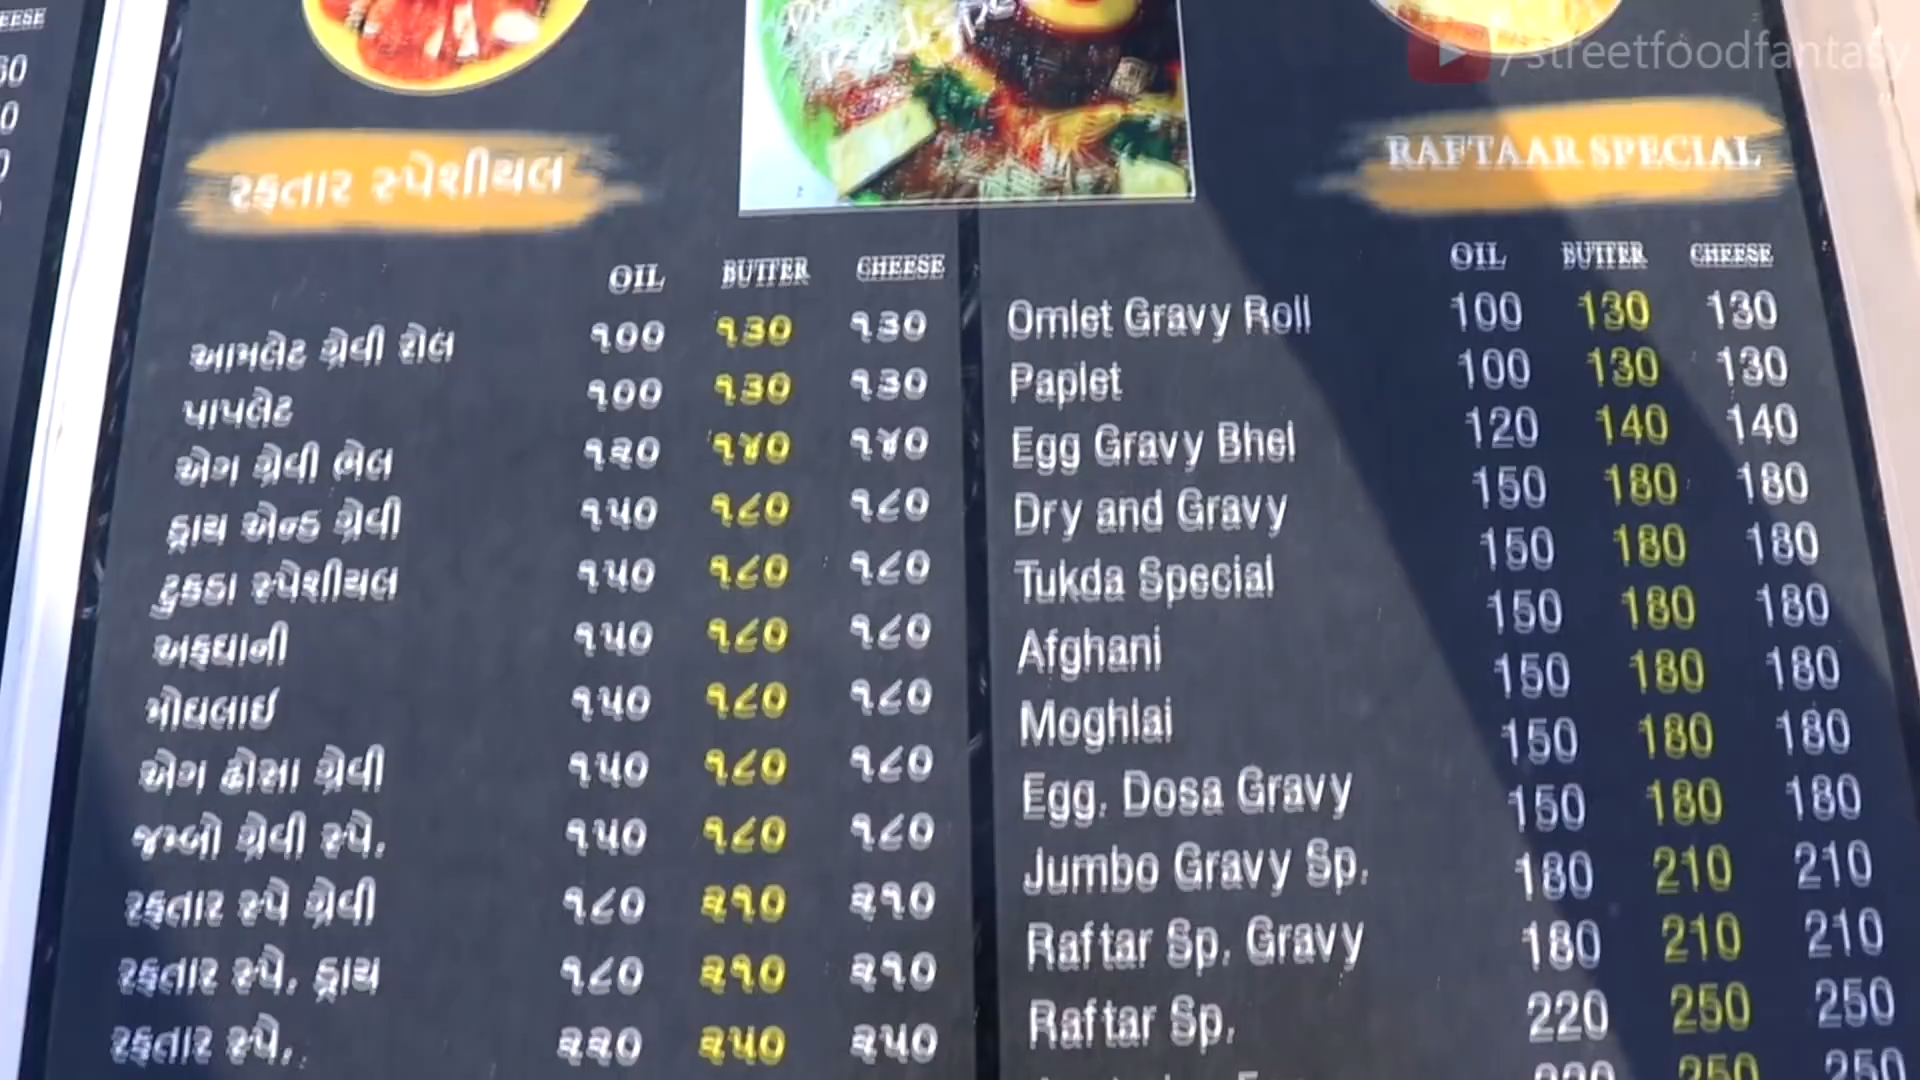 /streetfoodfantasy
રફતાર સ્પેશીયલ
OIL BUTTER CHEESE
આમલેટ ગ્રેવી રોલ ૧૦૦ ૧૩૦ ૧૩૦
પાપલેટ ૧૦૦ ૧૩૦ ૧૩૦
એગ ગ્રેવી ભેલ ૧૨૦ ૧૪૦ ૧૪૦
ડ્રાય એન્ડ ગ્રેવી ૧૫૦ ૧૮૦ ૧૮૦
ટુકડા સ્પેશીયલ ૧૫૦ ૧૮૦ ૧૮૦
અફઘાની ૧૫૦ ૧૮૦ ૧૮૦
મોઘલાઈ ૧૫૦ ૧૮૦ ૧૮૦
એગ ઢોસા ગ્રેવી ૧૫૦ ૧૮૦ ૧૮૦
જમ્બો ગ્રેવી સ્પે. ૧૫૦ ૧૮૦ ૧૮૦
રફતાર સ્પે ગ્રેવી ૧૮૦ ૨૧૦ ૨૧૦
રફતાર સ્પે. ડ્રાય ૧૮૦ ૨૧૦ ૨૧૦
રફતાર સ્પે. ૨૨૦ ૨૫૦ ૨૫૦
RAFTAAR SPECIAL
OIL BUTTER CHEESE
Omlet Gravy Roll 100 130 130
Paplet 100 130 130
Egg Gravy Bhel 120 140 140
Dry and Gravy 150 180 180
Tukda Special 150 180 180
Afghani 150 180 180
Moghlai 150 180 180
Egg. Dosa Gravy 150 180 180
Jumbo Gravy Sp. 150 180 180
Raftar Sp. Gravy 180 210 210
Raftar Sp. 180 210 210
220 250 250
220 250 250